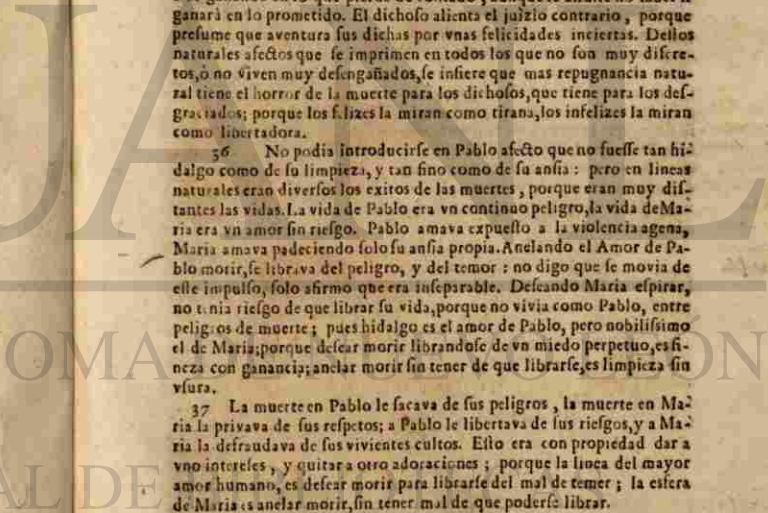 ganarà en lo prometido. El dichoso alienta el juizio contrario, porque
presume que aventura sus dichas por vnas felicidades inciertas. Destos
naturales afectos que se imprimen en todos los que no son muy discre-
tos,ò no viven muy desengañados,se infiere que mas repugnancia natu-
ral tiene el horror de la muerte para los dichosos,que tiene para los des-
graciados; porque los felizes la miran como tirana,los infelizes la miran
como libertadora.
36 No podia introducirse en Pablo afecto que no fuesse tan hi-
dalgo como de su limpieza, y tan fino como de su ansia: pero en lineas
naturales eran diversos los exitos de las muertes, porque eran muy dis-
tantes las vidas. La vida de Pablo era vn continuo peligro,la vida de Ma-
ria era vn amor sin riesgo. Pablo amava expuesto a la violencia agena,
Maria amava padeciendo solo su ansia propia. Anelando el Amor de Pa-
blo morir,se librava del peligro, y del temor: no digo que se movia de
este impulso, solo afirmo que era inseparable. Deseando Maria espirar,
no tenia riesgo de que librar su vida,porque no vivia como Pablo, entre
peligros de muerte; pues hidalgo es el amor de Pablo, pero nobilissimo
el de Maria;porque desear morir librandose de vn miedo perpetuo,es fi-
neza con ganancia; anelar morir sin tener de que librarse,es limpieza sin
vsura.
37 La muerte en Pablo le sacava de sus peligros, la muerte en Ma-
ria la privava de sus respetos; a Pablo le libertava de sus riesgos,y a Ma-
ria la defraudava de sus vivientes cultos. Esto era con propiedad dar a
vno intereses, y quitar a otro adoraciones; porque la linea del mayor
amor humano, es desear morir para librarse del mal de temer; la esfera
de Maria es anelar morir,sin tener mal de que poderse librar.